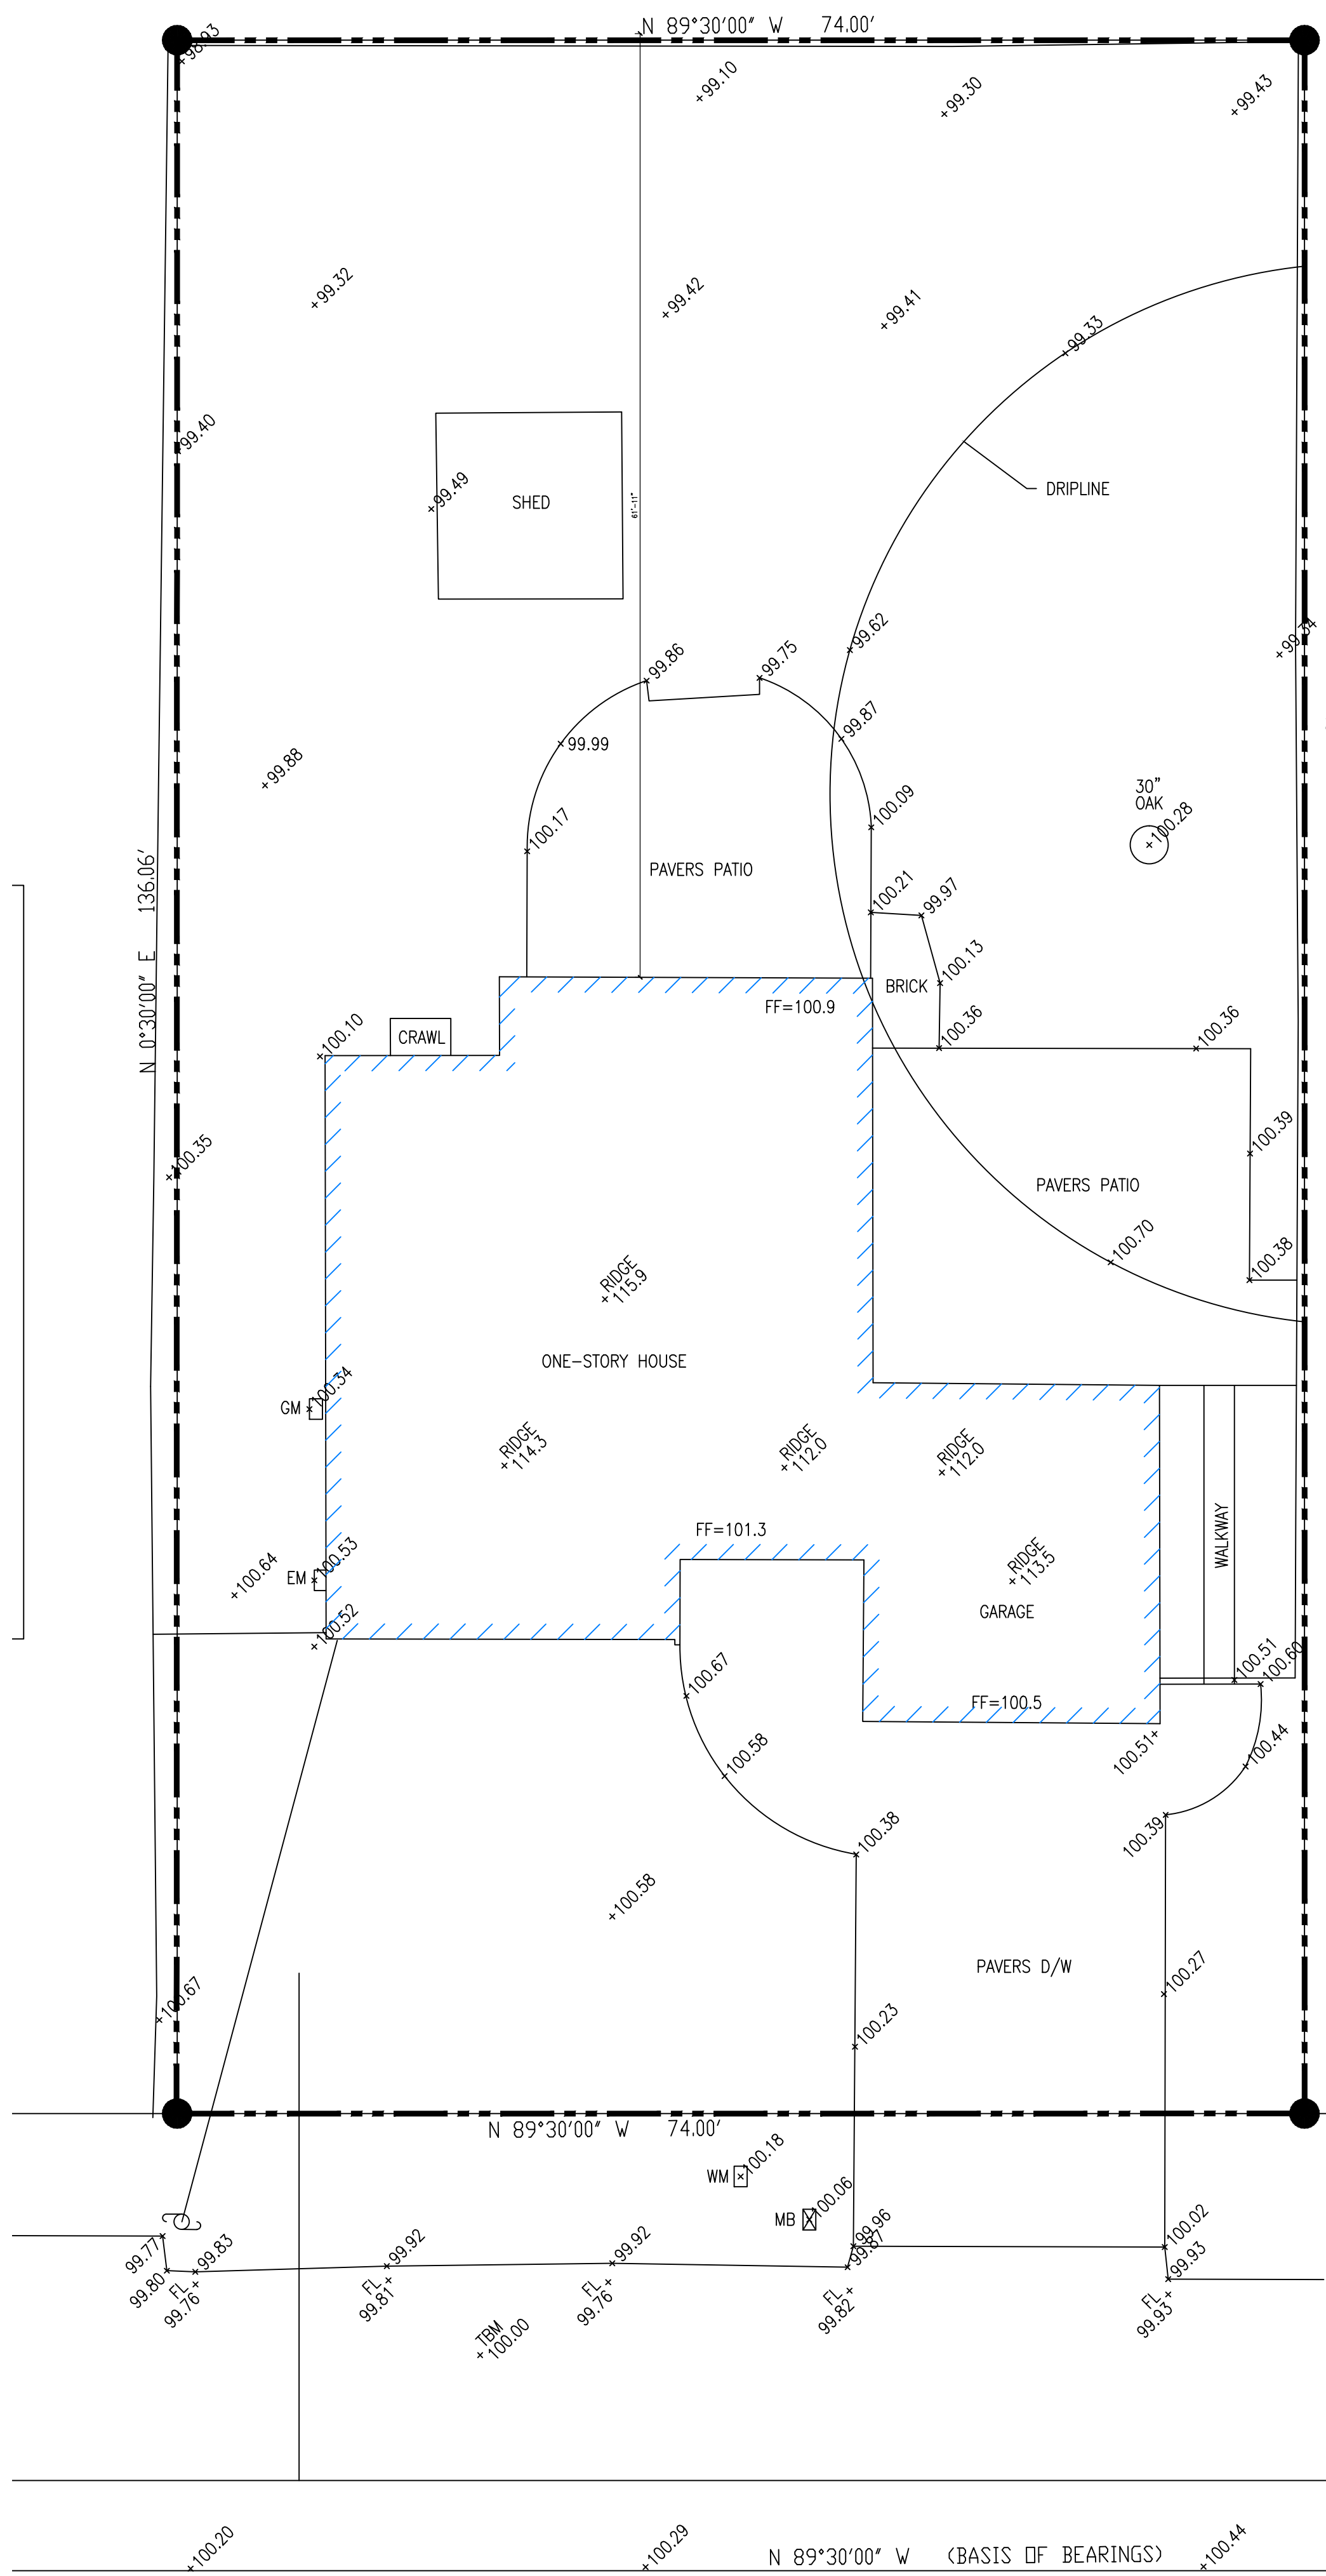 N 89°30'00" W 74.00'
+98.93
+99.10
+99.30
+99.43
+99.32
+99.42
+99.41
+99.33
+99.40
+99.49
SHED
61'-11"
DRIPLINE
+99.34
99.86
99.75
99.62
99.87
99.99
+99.88
30"
OAK
100.28
100.17
100.09
PAVERS PATIO
100.21
99.97
N 0°30'00" E 136.06'
100.13
BRICK
FF=100.9
+100.10
CRAWL
100.36
100.36
+100.35
100.39
PAVERS PATIO
100.70
100.38
RIDGE
+115.9
ONE-STORY HOUSE
GM
100.34
RIDGE
+114.3
RIDGE
+112.0
RIDGE
+112.0
FF=101.3
WALKWAY
EM
100.53
+100.64
RIDGE
+113.5
GARAGE
+100.52
100.51
100.60
100.67
FF=100.5
100.51+
100.44
100.58
100.38
100.39
+100.58
PAVERS D/W
100.27
+100.67
100.23
N 89°30'00" W 74.00'
WM
100.18
MB
100.06
99.96
99.87
100.02
99.93
99.77
99.80
99.83
99.92
99.92
FL
99.76+
FL
99.81+
FL
99.76+
FL
99.82+
FL
99.93+
TBM
+100.00
+100.20
+100.29
N 89°30'00" W (BASIS OF BEARINGS)
+100.44